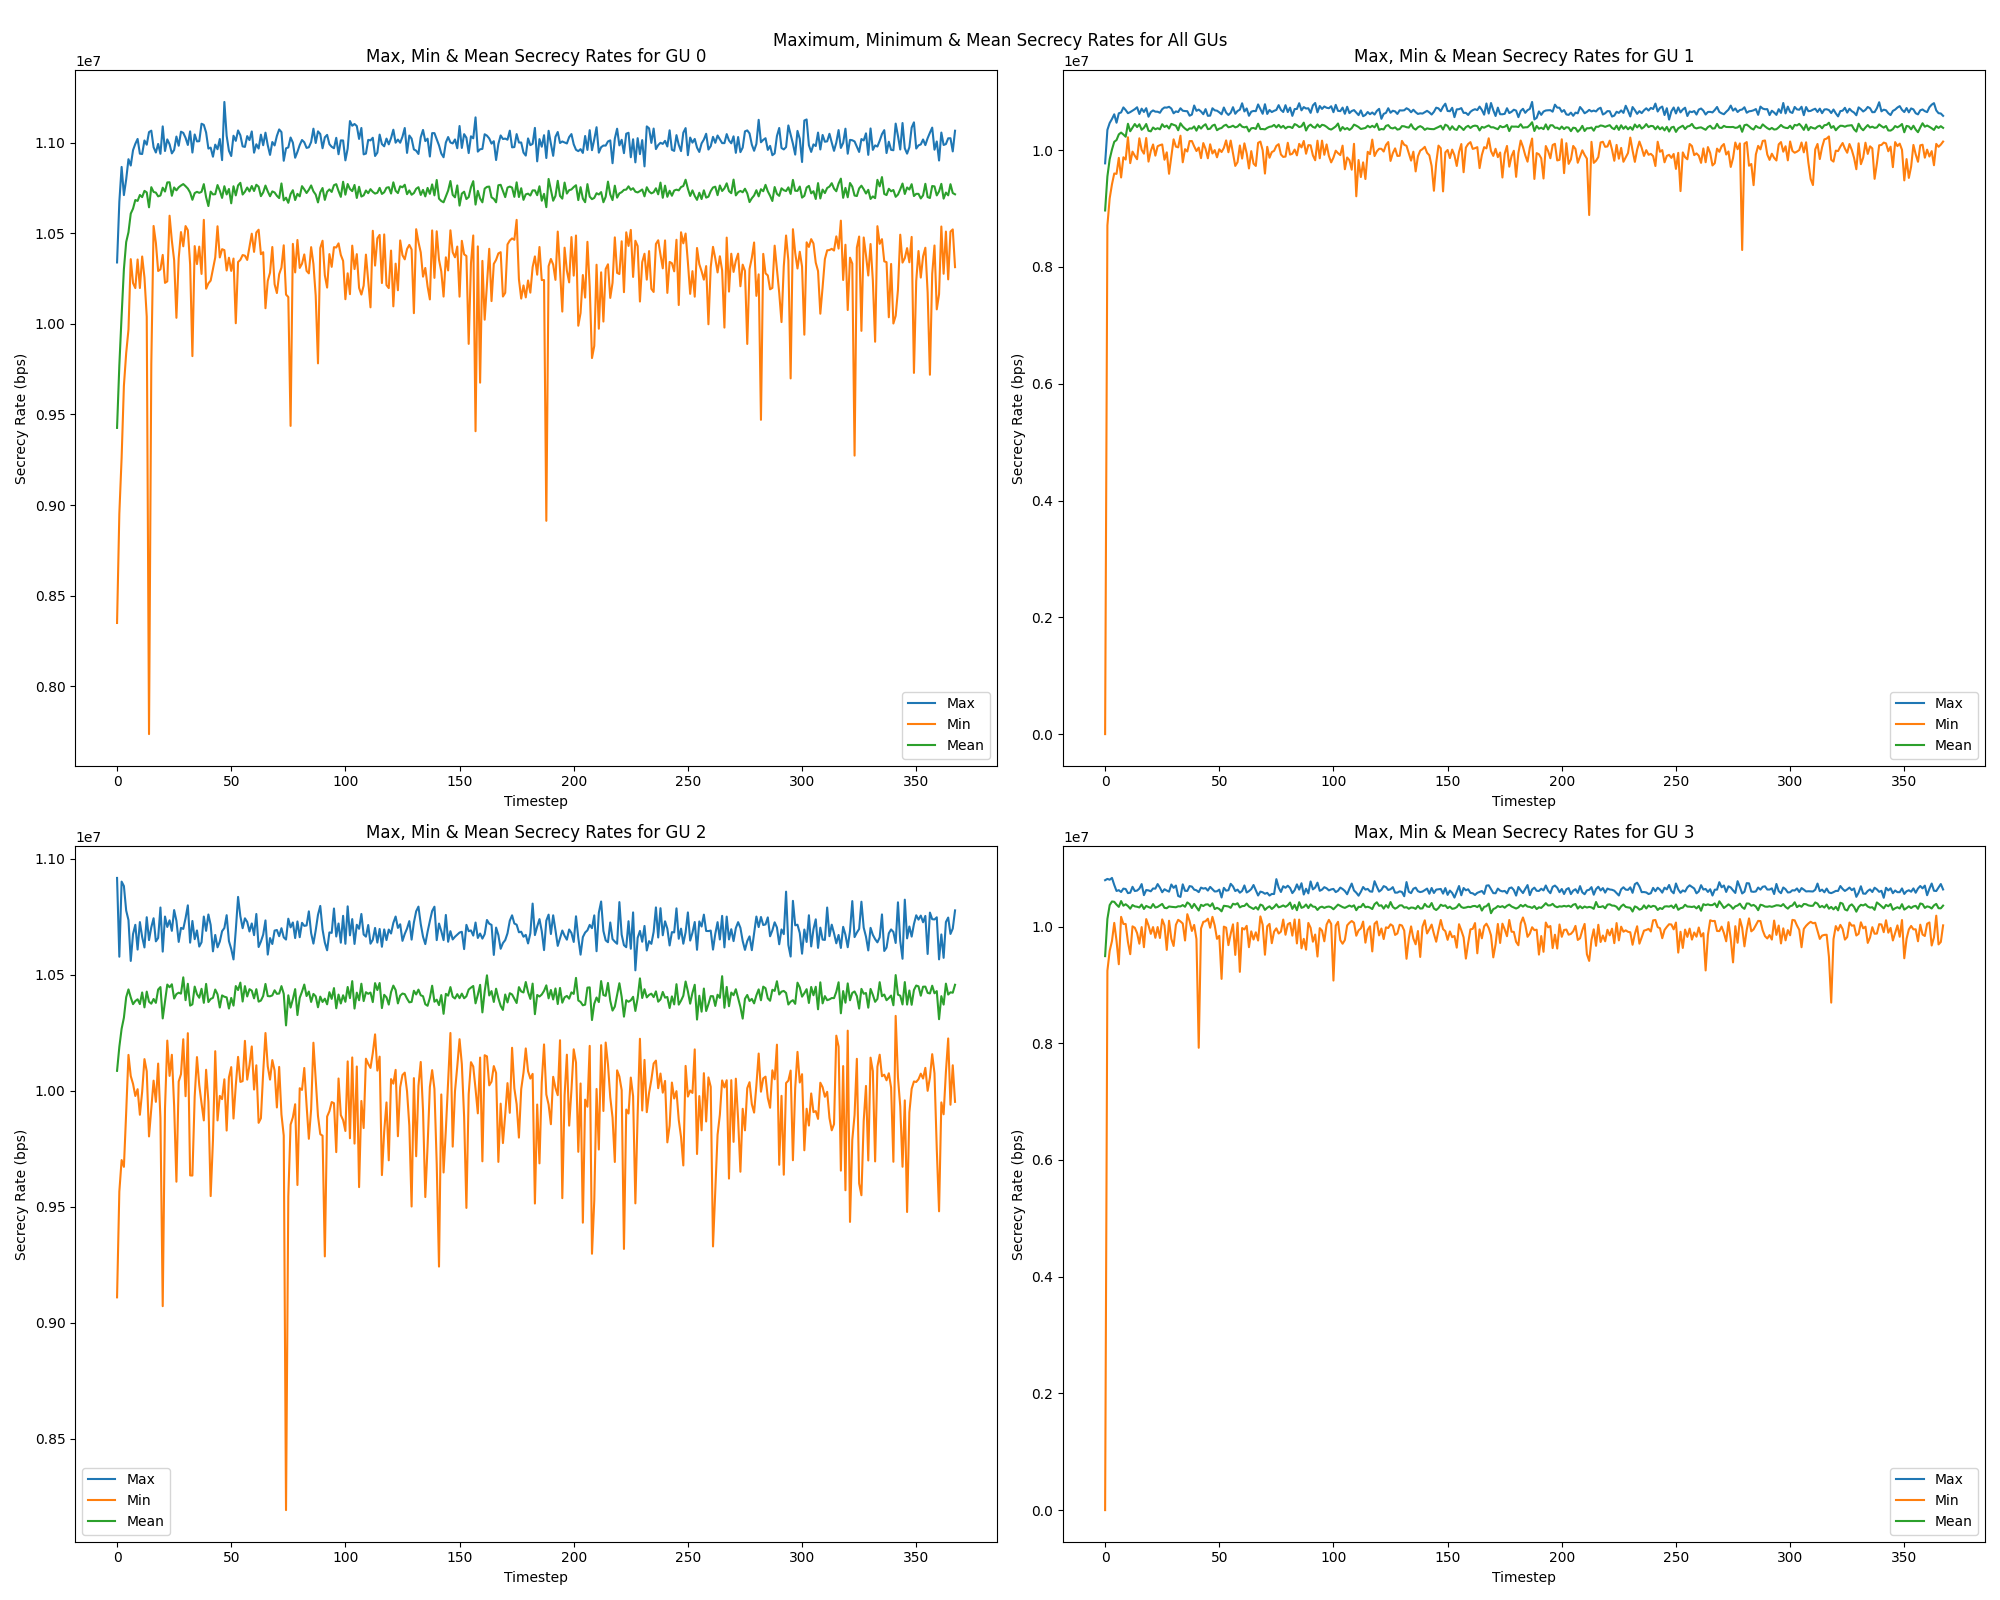 Maximum, Minimum & Mean Secrecy Rates for All GUs
Max, Min & Mean Secrecy Rates for GU 0
1e7
1.10
1.05
1.00
0.95
0.90
0.85
0.80
Secrecy Rate (bps)
Max
Min
Mean
0 50 100 150 200 250 300 350
Timestep
Max, Min & Mean Secrecy Rates for GU 1
1e7
1.0
0.8
0.6
0.4
0.2
0.0
Secrecy Rate (bps)
Max
Min
Mean
0 50 100 150 200 250 300 350
Timestep
Max, Min & Mean Secrecy Rates for GU 2
1e7
1.10
1.05
1.00
0.95
0.90
0.85
Secrecy Rate (bps)
Max
Min
Mean
0 50 100 150 200 250 300 350
Timestep
Max, Min & Mean Secrecy Rates for GU 3
1e7
1.0
0.8
0.6
0.4
0.2
0.0
Secrecy Rate (bps)
Max
Min
Mean
0 50 100 150 200 250 300 350
Timestep